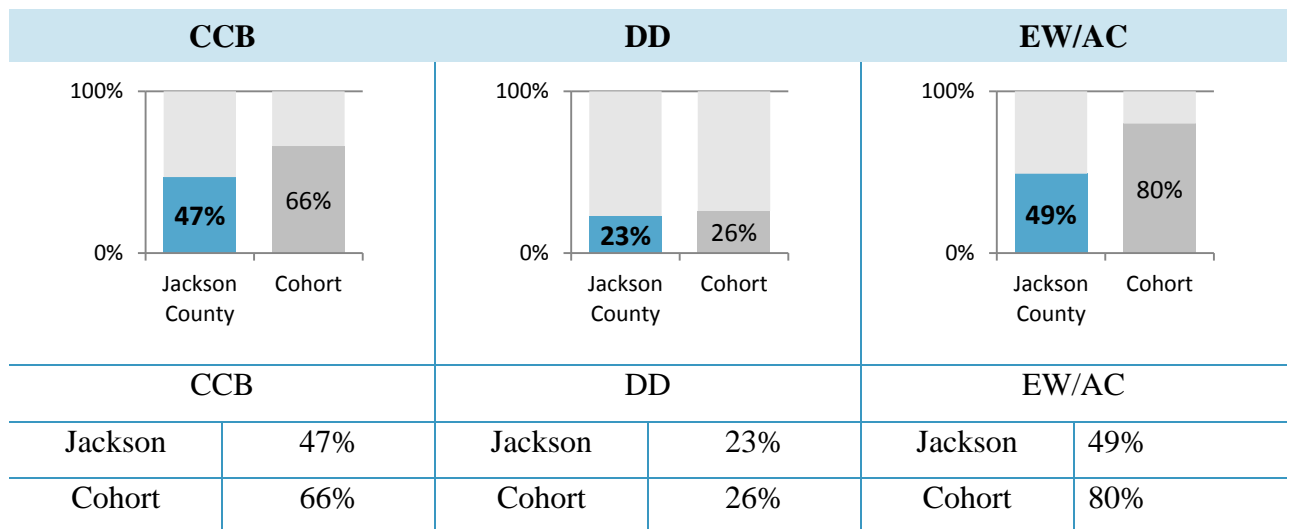 CCB DD EW/AC
100% 100% 100%
47% 66% 23% 26% 49% 80%
0% 0% 0%
Jackson Cohort Jackson Cohort Jackson Cohort
County County County
CCB DD EW/AC
Jackson 47% Jackson 23% Jackson 49%
Cohort 66% Cohort 26% Cohort 80%